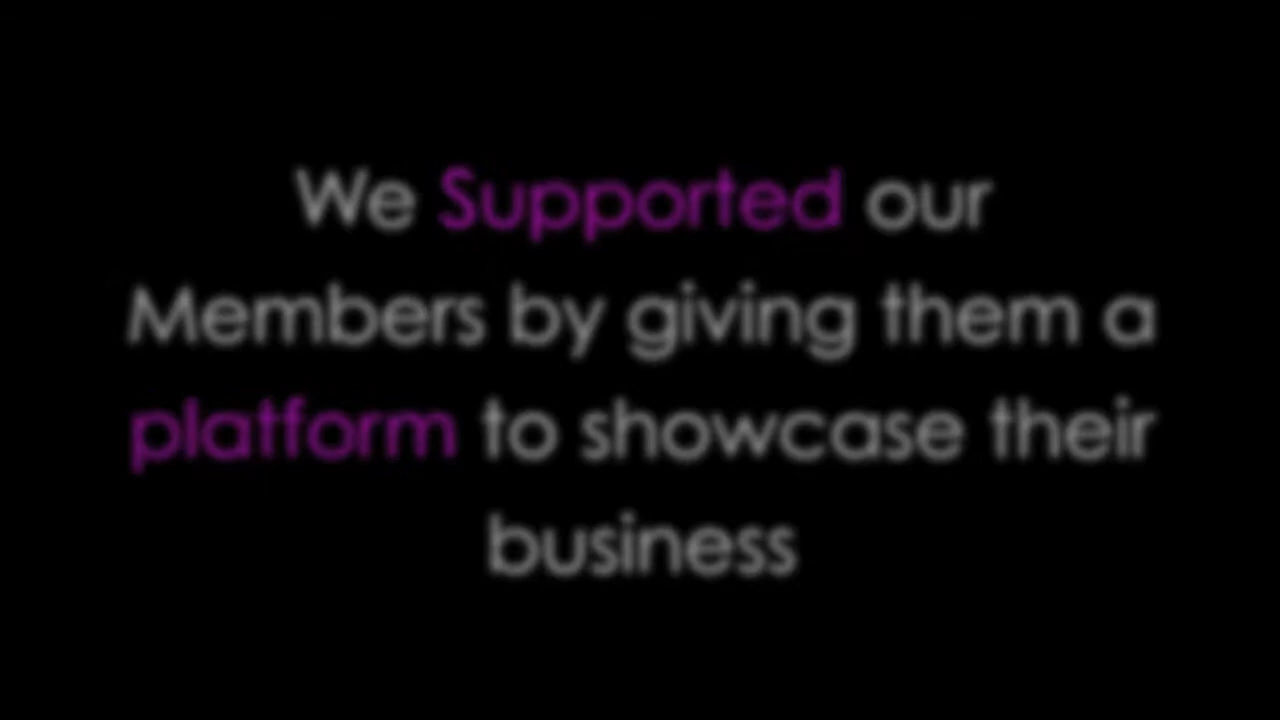 We Supported our
Members by giving them a
platform to showcase their
business